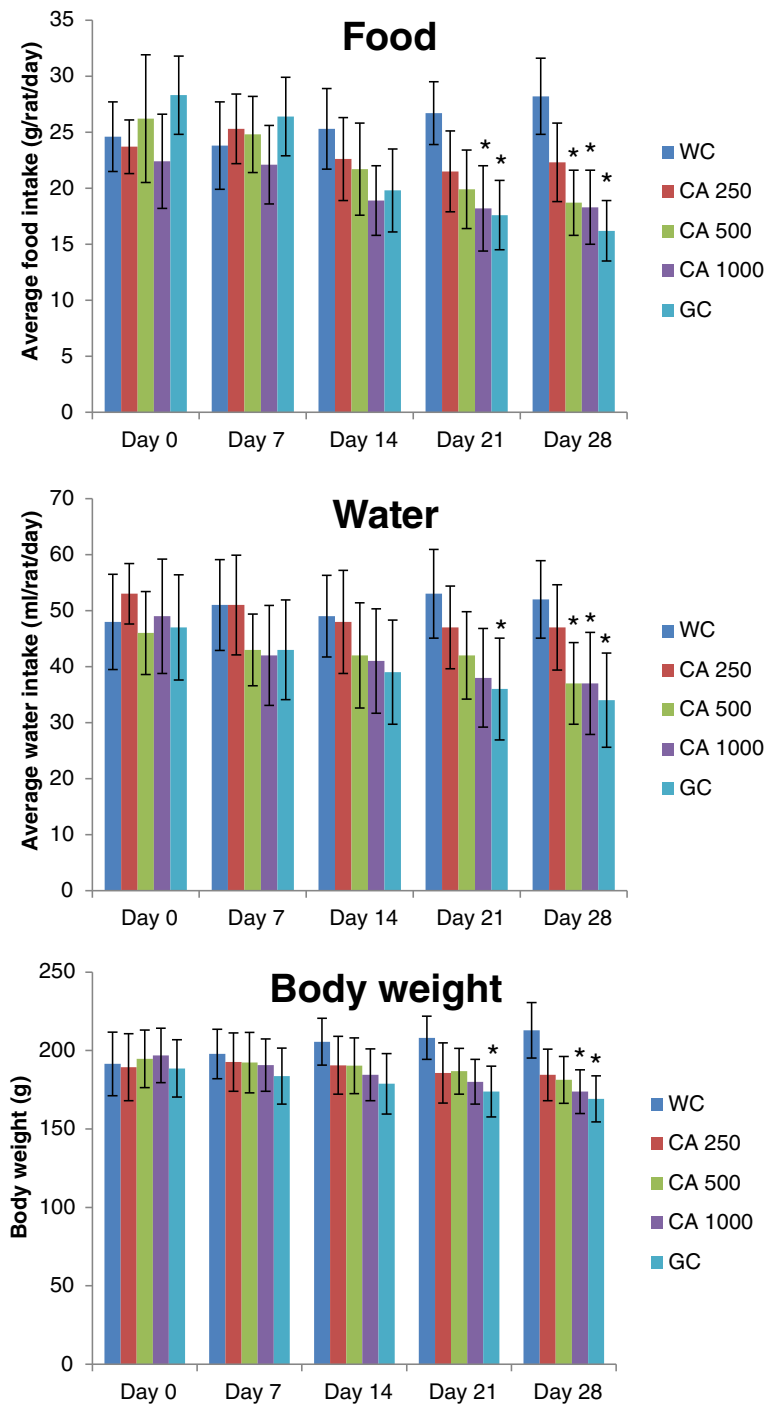 Food
Average food intake (g/rat/day)
35
30
25
20
15
10
5
0
* *
* * *
Day 0 Day 7 Day 14 Day 21 Day 28
WC
CA 250
CA 500
CA 1000
GC
Water
Average water intake (ml/rat/day)
70
60
50
40
30
20
10
0
*
* * *
Day 0 Day 7 Day 14 Day 21 Day 28
WC
CA 250
CA 500
CA 1000
GC
Body weight
Body weight (g)
250
200
150
100
50
0
*
* *
Day 0 Day 7 Day 14 Day 21 Day 28
WC
CA 250
CA 500
CA 1000
GC